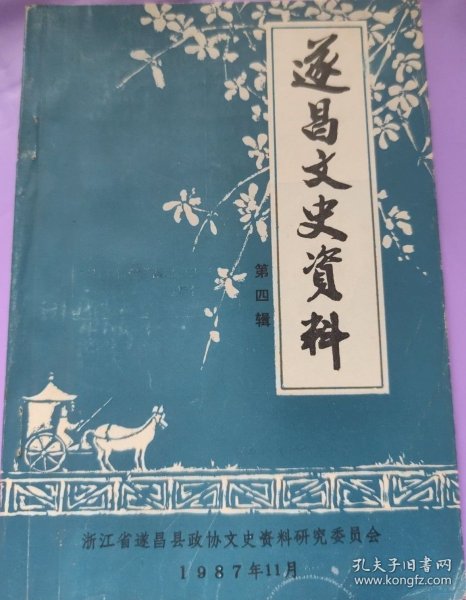 遂昌文史資料
第四辑
浙江省遂昌县政协文史资料研究委员会
1987年11月
孔夫子旧书网
www.kongfz.com